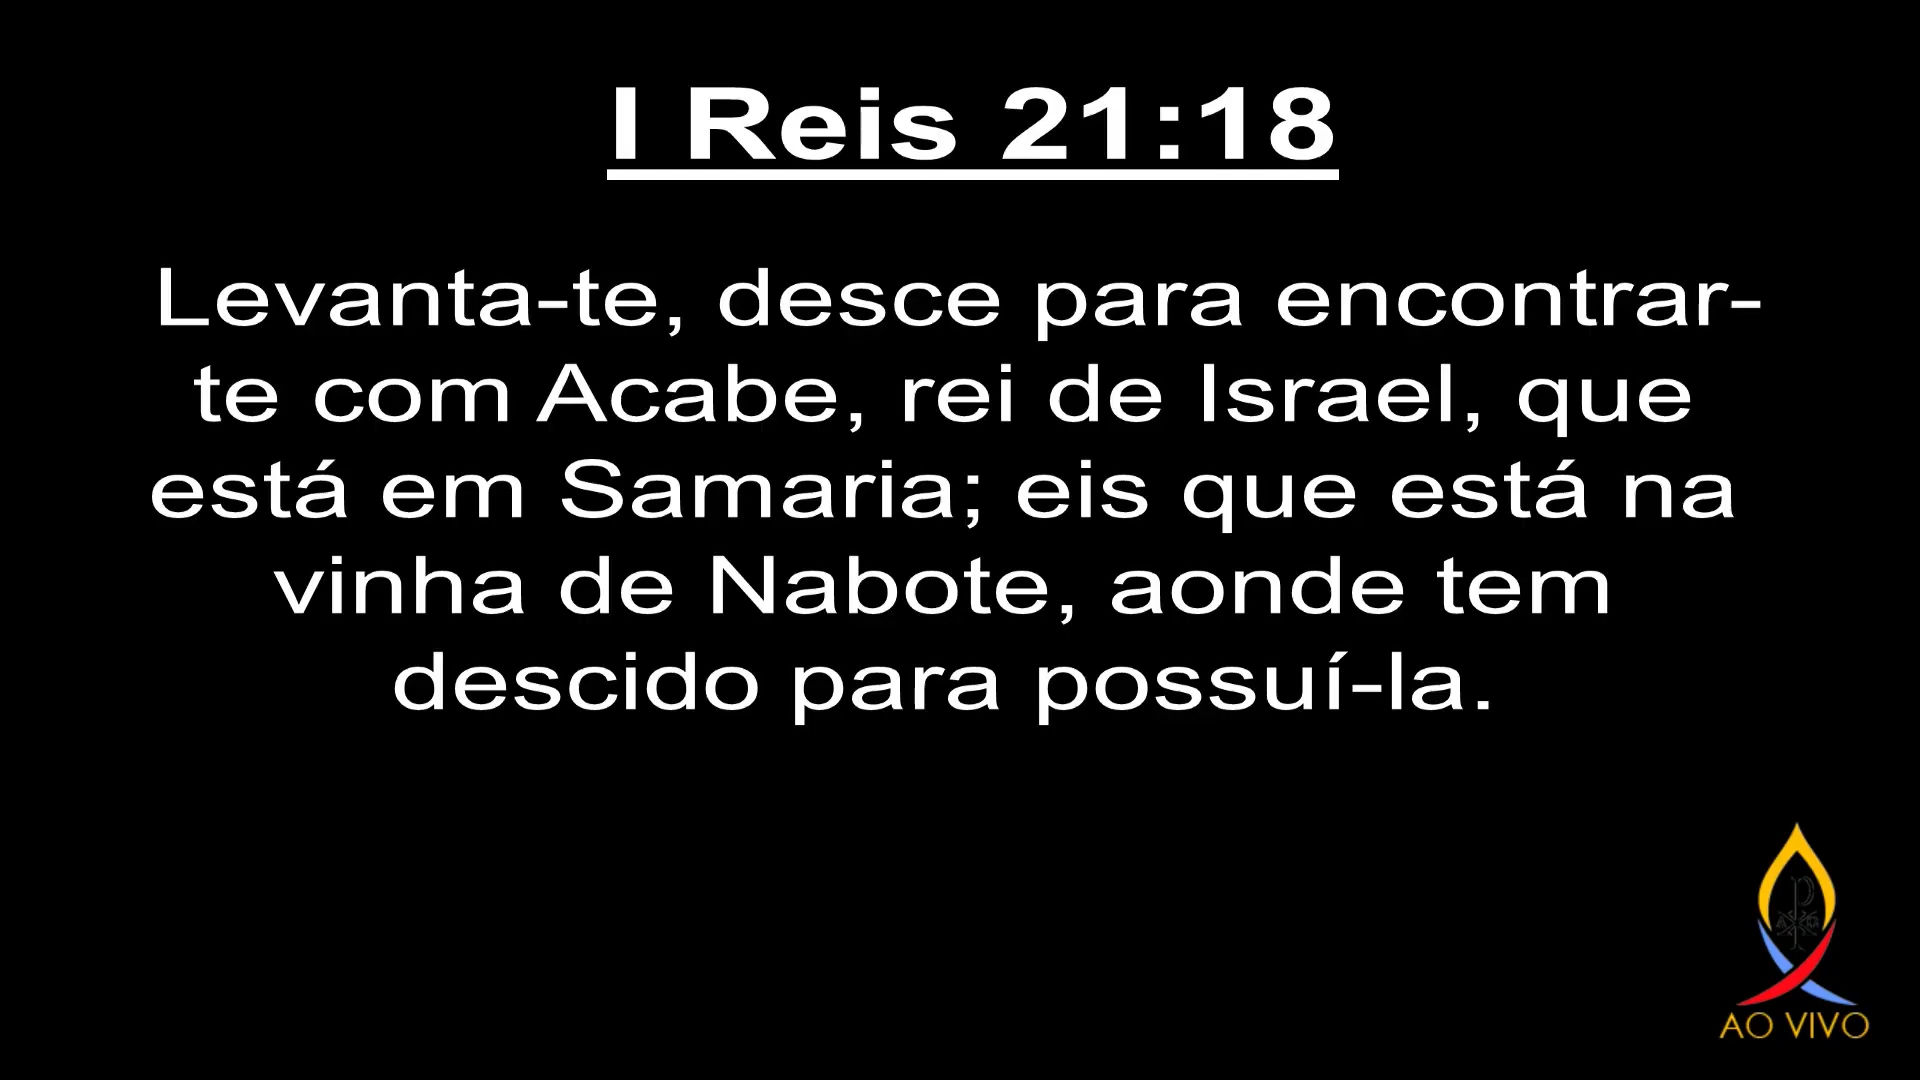 I Reis 21:18
Levanta-te, desce para encontrar-
te com Acabe, rei de Israel, que
está em Samaria; eis que está na
vinha de Nabote, aonde tem
descido para possuí-la.
AO VIVO